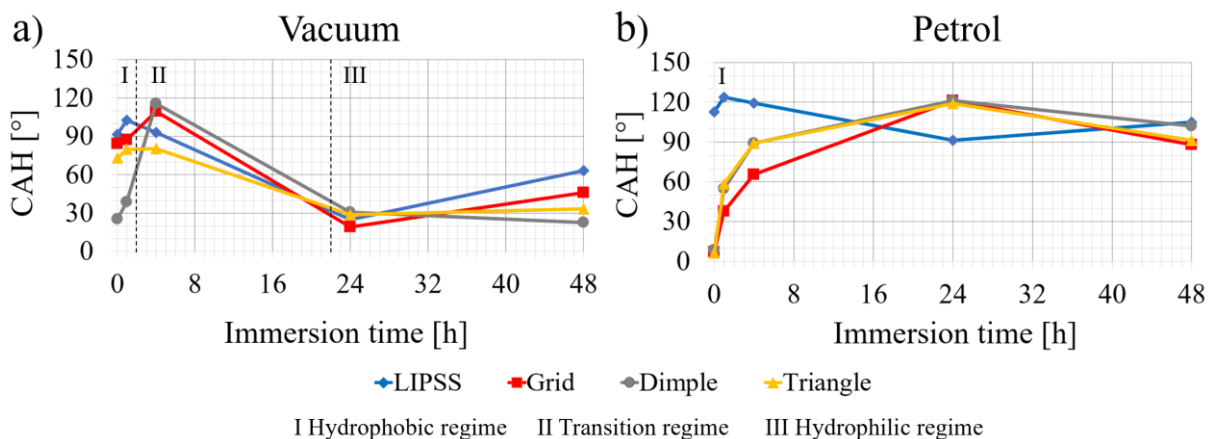 a) Vacuum
150
120
90
60
30
0
CAH [°]
I II III
0 8 16 24 32 40 48
Immersion time [h]
b) Petrol
150
120
90
60
30
0
CAH [°]
I
0 8 16 24 32 40 48
Immersion time [h]
LIPSS Grid Dimple Triangle
I Hydrophobic regime II Transition regime III Hydrophilic regime